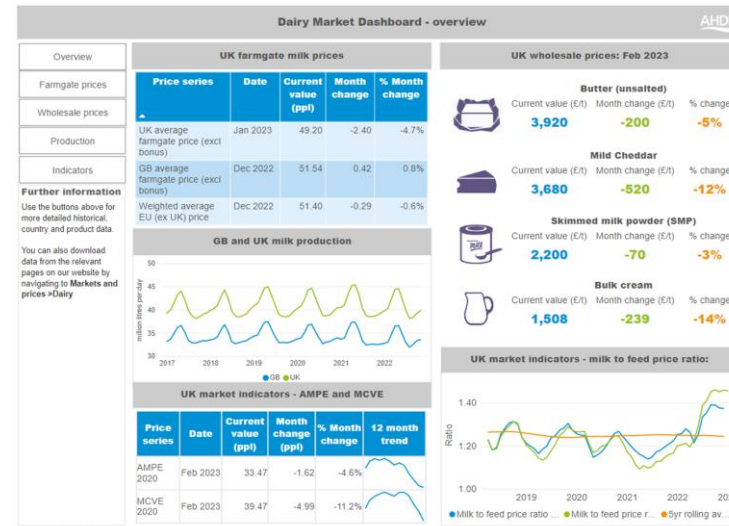 Dairy Market Dashboard - overview
AHD
Overview
Farmgate prices
Wholesale prices
Production
Indicators
Further information
Use the buttons above for
more detailed historical,
country and product data.
You can also download
data from the relevant
pages on our website by
navigating to Markets and
prices >Dairy
UK farmgate milk prices
Price series Date Current value (ppl) Month change % Month change
UK average farmgate price (excl bonus) Jan 2023 49.20 -2.40 -4.7%
GB average farmgate price (excl bonus) Dec 2022 51.54 0.42 0.8%
Weighted average EU (ex UK) price Dec 2022 51.40 -0.29 -0.6%
GB and UK milk production
million litres per day
50
45
40
35
30
2017 2018 2019 2020 2021 2022
GB UK
UK market indicators - AMPE and MCVE
Price series Date Current value (ppl) Month change (ppl) % Month change 12 month trend
AMPE 2020 Feb 2023 33.47 -1.62 -4.6%
MCVE 2020 Feb 2023 39.47 -4.99 -11.2%
UK wholesale prices: Feb 2023
Butter (unsalted)
Current value (£/t) Month change (£/t) % change
3,920 -200 -5%
Mild Cheddar
Current value (£/t) Month change (£/t) % change
3,680 -520 -12%
Skimmed milk powder (SMP)
Current value (£/t) Month change (£/t) % change
2,200 -70 -3%
Bulk cream
Current value (£/t) Month change (£/t) % change
1,508 -239 -14%
UK market indicators - milk to feed price ratio:
Ratio
1.40
1.20
1.00
2019 2020 2021 2022 20
Milk to feed price ratio ... Milk to feed price r... 5yr rolling av...